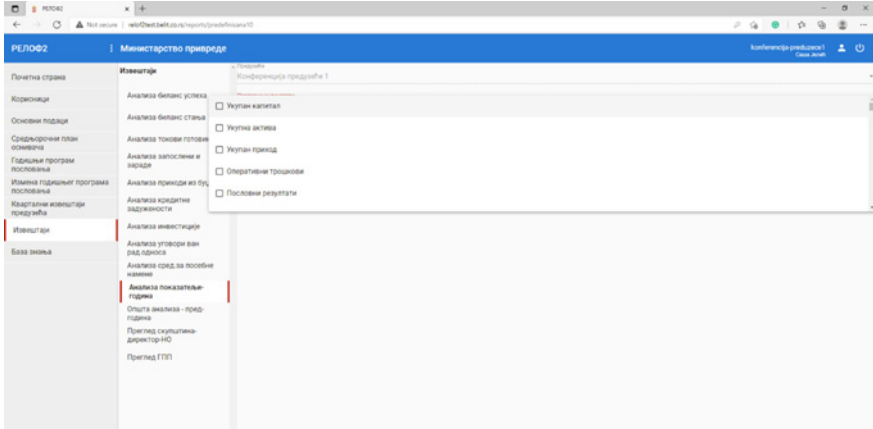 РЕЛОФ2
Not secure | relof2test.belit.co.rs/reports/predefinisana10
РЕЛОФ2
Министарство привреде
konferencija-preduzece1
Почетна страна
Корисници
Основни подаци
Средњорочни план
оснивача
Годишњи програм
пословања
Измена годишњег програма
пословања
Квартални извештаји
предузећа
Извештаји
База знања
Извештаји
Анализа биланс успеха
Анализа биланс стања
Анализа токови готовине
Анализа запослени и
зараде
Анализа приходи из буџ
Анализа кредитне
задужености
Анализа инвестиције
Анализа уговори ван
рад.односа
Анализа сред.за посебне
намене
Анализа показатељи-
година
Општа анализа - пред-
година
Преглед скупштина-
директор-НО
Преглед ГПП
Предузеће
Конференција предузеће 1
Укупан капитал
Укупна актива
Укупан приход
Оперативни трошкови
Пословни резултати